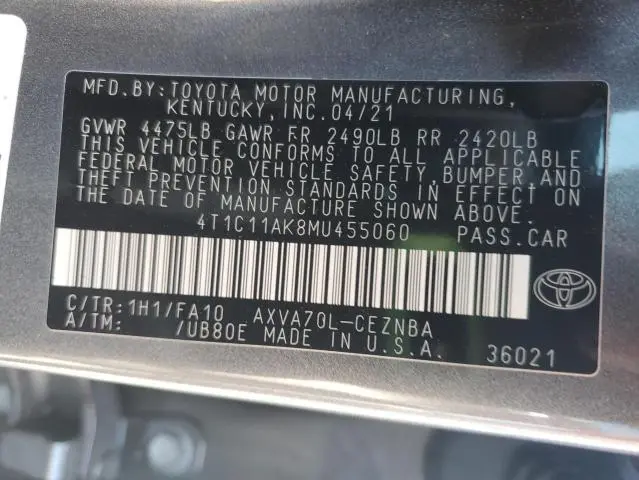 MFD.BY:TOYOTA MOTOR MANUFACTURING,
KENTUCKY,INC.04/21
GVWR 4475LB GAWR FR 2490LB RR 2420LB
THIS VEHICLE CONFORMS TO ALL APPLICABLE
FEDERAL MOTOR VEHICLE SAFETY,BUMPER,AND
THEFT PREVENTION STANDARDS IN EFFECT ON
THE DATE OF MANUFACTURE SHOWN ABOVE.
4T1C11AK8MU455060 PASS.CAR
C/TR:1H1/FA10 AXVA70L-CEZNBA
A/TM: /UB80E MADE IN U.S.A. 36021